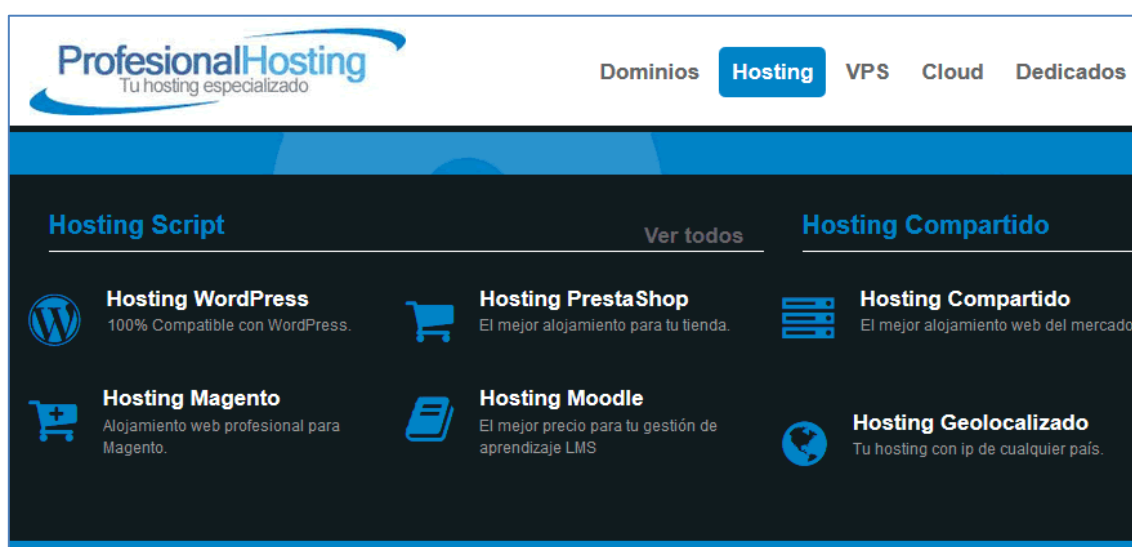 ProfesionalHosting
Tu hosting especializado
Dominios Hosting VPS Cloud Dedicados
Hosting Script Ver todos
Hosting WordPress
100% Compatible con WordPress.
Hosting PrestaShop
El mejor alojamiento para tu tienda.
Hosting Magento
Alojamiento web profesional para
Magento.
Hosting Moodle
El mejor precio para tu gestión de
aprendizaje LMS
Hosting Compartido
Hosting Compartido
El mejor alojamiento web del mercado
Hosting Geolocalizado
Tu hosting con ip de cualquier país.